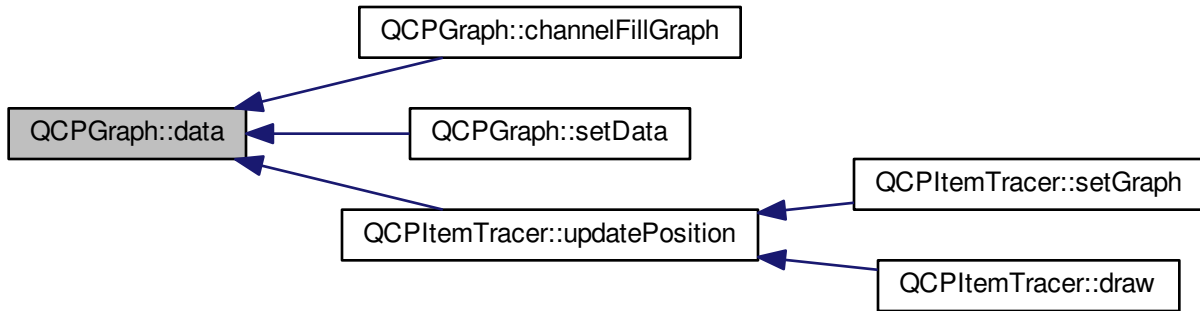 QCPGraph::channelFillGraph
QCPGraph::data
QCPGraph::setData
QCPItemTracer::setGraph
QCPItemTracer::updatePosition
QCPItemTracer::draw